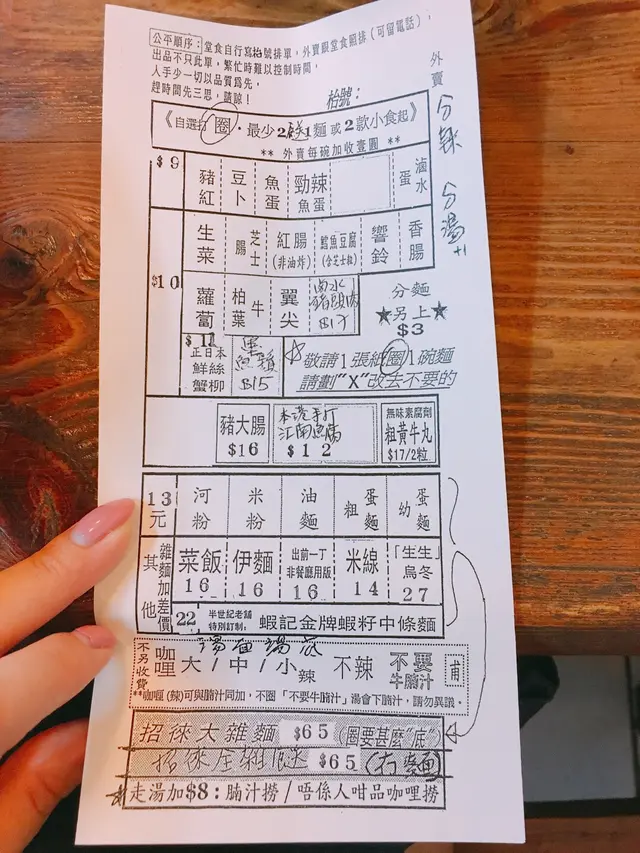 公平順序：堂食自行寫枱號排單，外賣跟堂食照排（可留電話），
出品不只此單，繁忙時難以控制時間，
人手少一切以品質為先，
趕時間先三思，請諒！
枱號：
外賣 分辣 分湯 +1
《自選打圈・最少2餸1麵或2款小食起》
** 外賣每碗加收壹圓 **
$9 豬紅 豆卜 魚蛋 勁辣魚蛋 滷水蛋
$10 生菜 芝士腸 紅腸(非油炸) 鱈魚豆腐(含芝士粒) 響鈴 香腸
蘿蔔 牛柏葉 翼尖 滷水豬頭肉 $17
分麵
★另上★
$3
$11 正日本鮮絲蟹柳
$15
敬請1張紙圈1碗麵
請劃"X"改去不要的
豬大腸 $16
本港手打 $12
無味素腐劑 粗黃牛丸 $17/2粒
13元 河粉 米粉 油麵 粗蛋麵 幼蛋麵
其他 雜麵加差價
菜飯 16 伊麵 16 出前一丁 非餐廳用版 16 米線 14 「生生」烏冬 27
22 半世紀老舖 特別訂制： 蝦記金牌蝦籽中條麵
不另收費 咖喱 大/中/小辣 不辣 不要牛腩汁
**咖喱(辣)可與腩汁同加，不圈「不要牛腩汁」湯會下腩汁，請勿異議。
招徠大雜麵 $65 (圈要甚麼"底")
$65
走湯加$8：腩汁撈/唔係人咁品咖哩撈